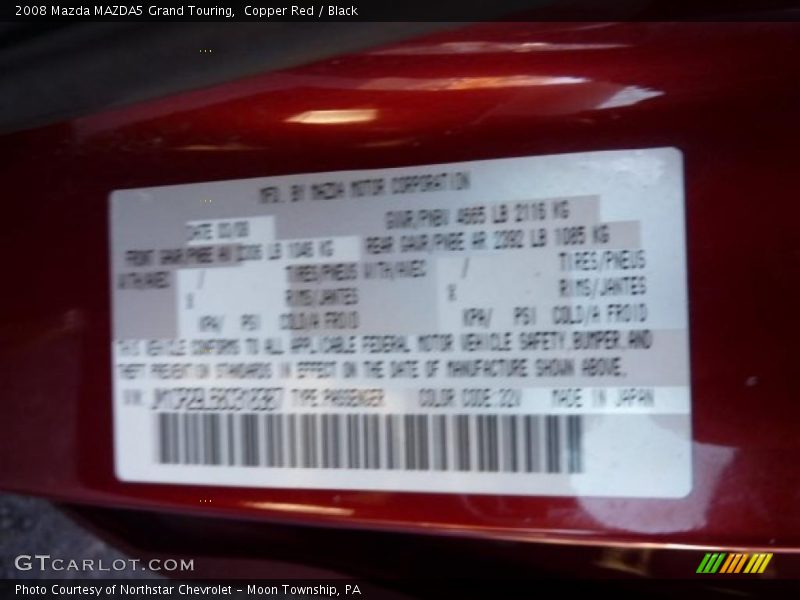 2008 Mazda MAZDA5 Grand Touring,  Copper Red / Black
MFD. BY MAZDA MOTOR CORPORATION
DATE 03/08 GVWR/PNBV 4665 LB 2116 KG
FRONT GAWR/PNBE AV 2306 LB 1046 KG REAR GAWR/PNBE AR 2392 LB 1085 KG
WITH/AVEC / TIRES/PNEUS WITH/AVEC / TIRES/PNEUS
X RIMS/JANTES X RIMS/JANTES
KPA/ PSI COLD/A FROID KPA/ PSI COLD/A FROID
THIS VEHICLE CONFORMS TO ALL APPLICABLE FEDERAL MOTOR VEHICLE SAFETY,BUMPER,AND
THEFT PREVENTION STANDARDS IN EFFECT ON THE DATE OF MANUFACTURE SHOWN ABOVE.
VIN: TYPE:PASSENGER COLOR CODE:32V MADE IN JAPAN
GTCARLOT.COM
Photo Courtesy of Northstar Chevrolet - Moon Township, PA